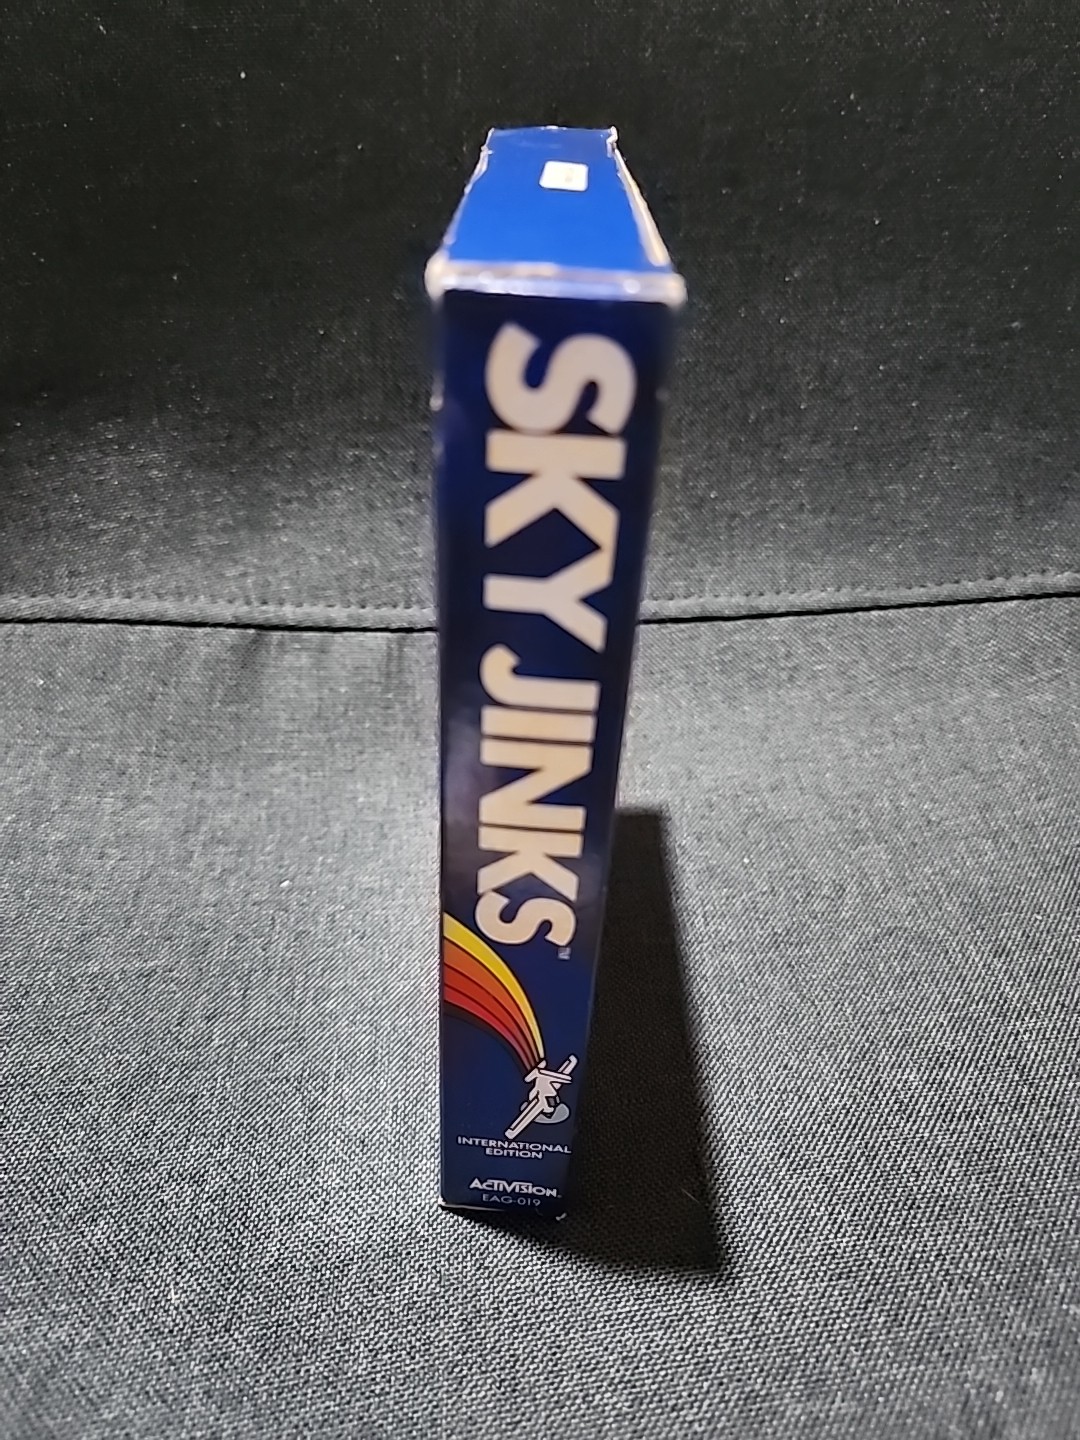 SKY JINKS™
INTERNATIONAL
EDITION
ACTIVISION
EAG-019